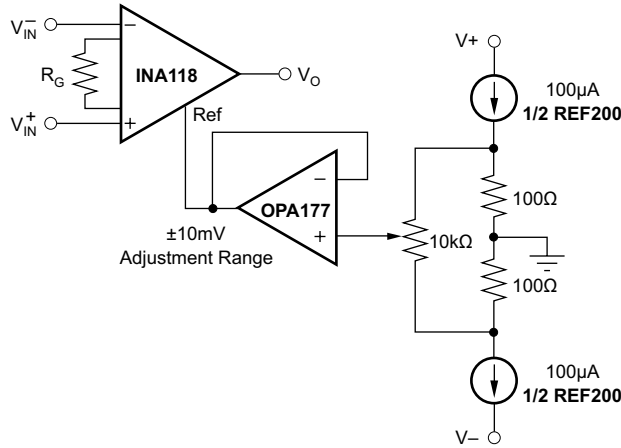 V⁻IN
−
RG
INA118
VO
V⁺IN
+
Ref
V+
100µA
1/2 REF200
−
OPA177
+
±10mV
Adjustment Range
10kΩ
100Ω
100Ω
100µA
1/2 REF200
V−